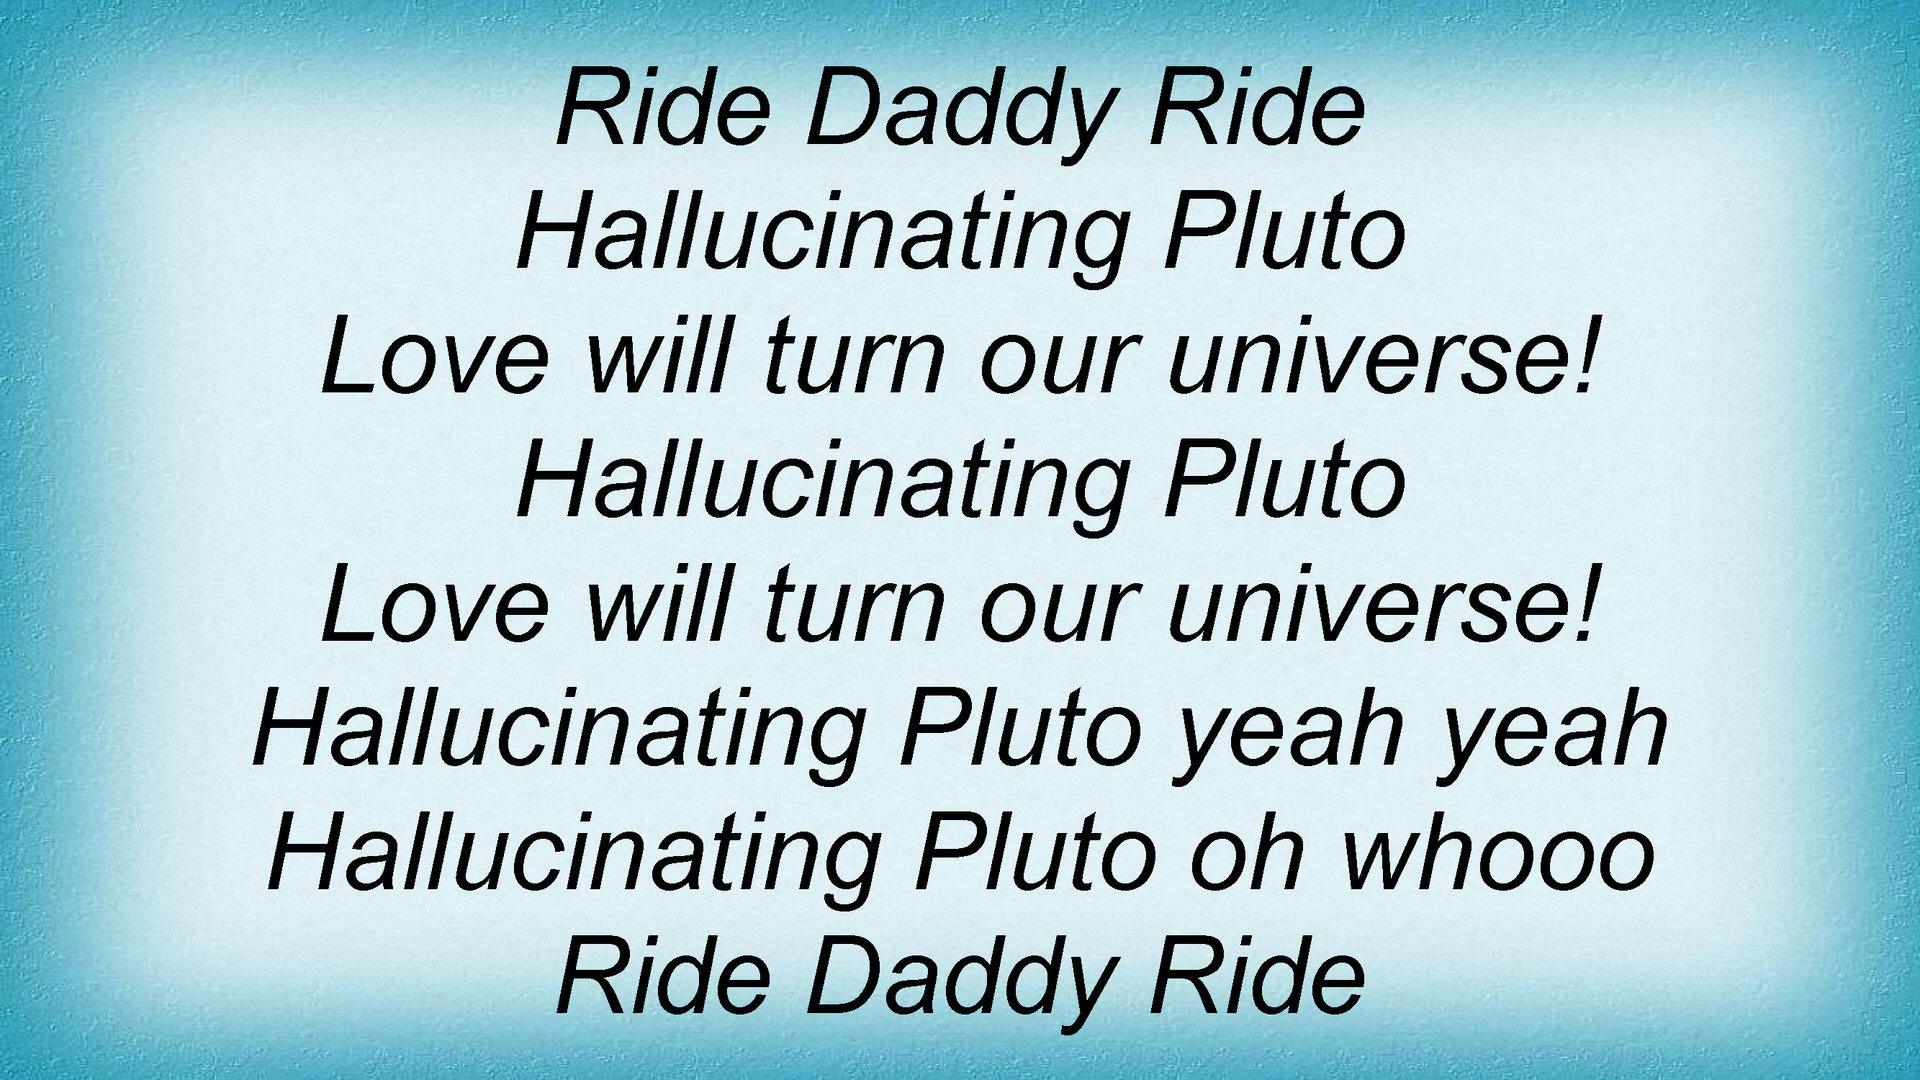 Ride Daddy Ride
Hallucinating Pluto
Love will turn our universe!
Hallucinating Pluto
Love will turn our universe!
Hallucinating Pluto yeah yeah
Hallucinating Pluto oh whooo
Ride Daddy Ride